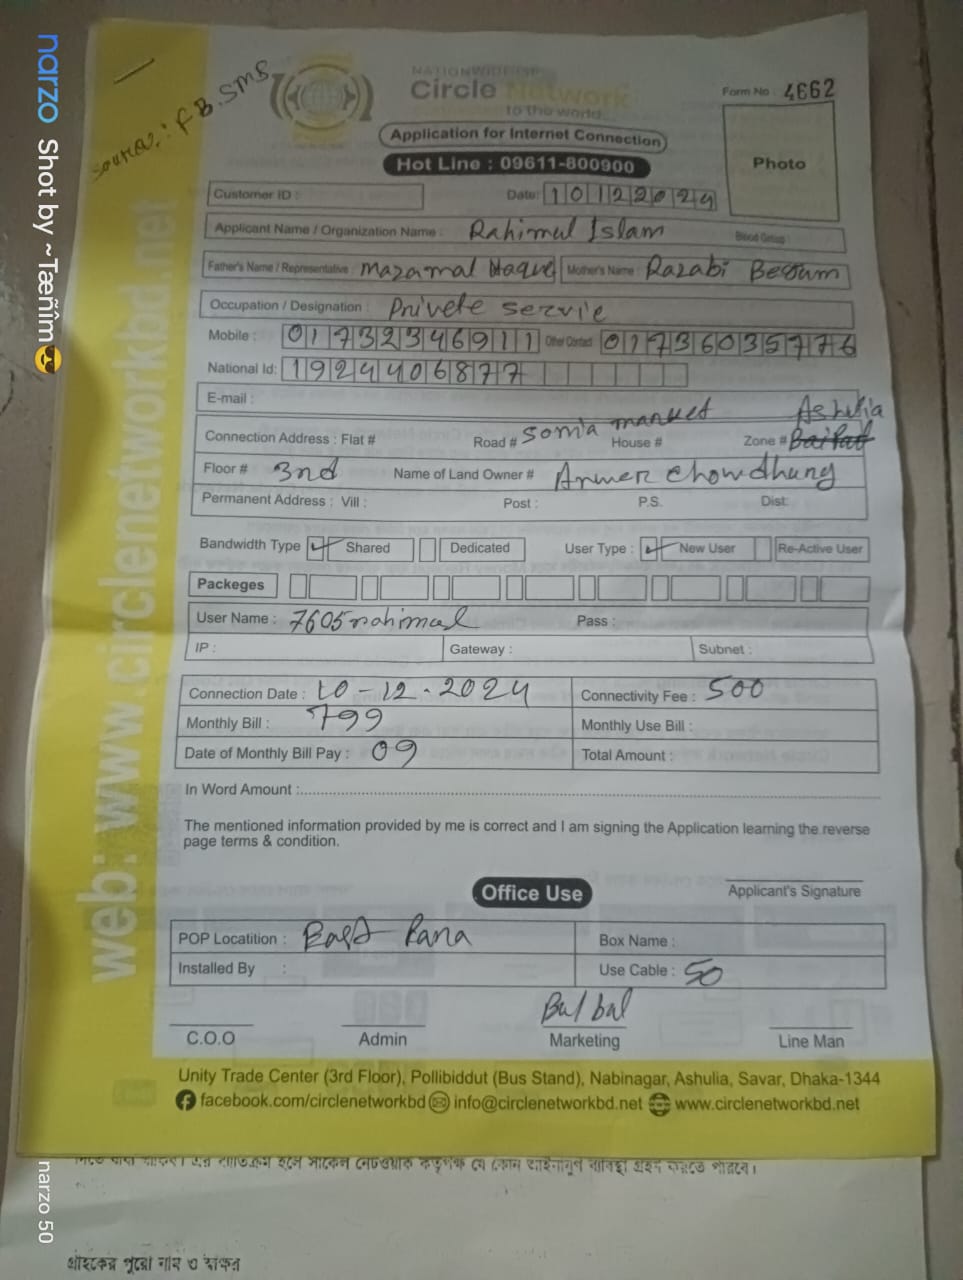 narzo Shot by ~Tæñîm😎
Source: FB.SMS
NATIONWIDE ISP
Circle Network
to the world...
Form No : 4662
Application for Internet Connection
Hot Line : 09611-800900
Photo
Customer ID :
Date: 10122024
Applicant Name / Organization Name : Rahimul Islam Blood Group :
Father's Name / Representative : Mazamal Haque Mother's Name : Razabi Begum
Occupation / Designation : Privete servie
Mobile : 01732346911 Other Contact 01736035776
National Id: 1924406877
E-mail :
Connection Address : Flat # Road # Sonia market House # Zone # Ashulia
Floor # 3nd Name of Land Owner # Anwer Chowdhury
Permanent Address : Vill : Post : P.S. Dist:
Bandwidth Type ✓ Shared Dedicated User Type : ✓ New User Re-Active User
Packeges
User Name : 7605rahimul Pass :
IP : Gateway : Subnet :
Connection Date : 10-12-2024 Connectivity Fee : 500
Monthly Bill : 799 Monthly Use Bill :
Date of Monthly Bill Pay : 09 Total Amount :
In Word Amount :
The mentioned information provided by me is correct and I am signing the Application learning the reverse
page terms & condition.
Office Use
Applicant's Signature
POP Locatition : East Para Box Name :
Installed By : Use Cable : 50
Bulbul
C.O.O Admin Marketing Line Man
Unity Trade Center (3rd Floor), Pollibiddut (Bus Stand), Nabinagar, Ashulia, Savar, Dhaka-1344
facebook.com/circlenetworkbd info@circlenetworkbd.net www.circlenetworkbd.net
web: www.circlenetworkbd.net
narzo 50
গ্রাহকের পুরো নাম ও স্বাক্ষর